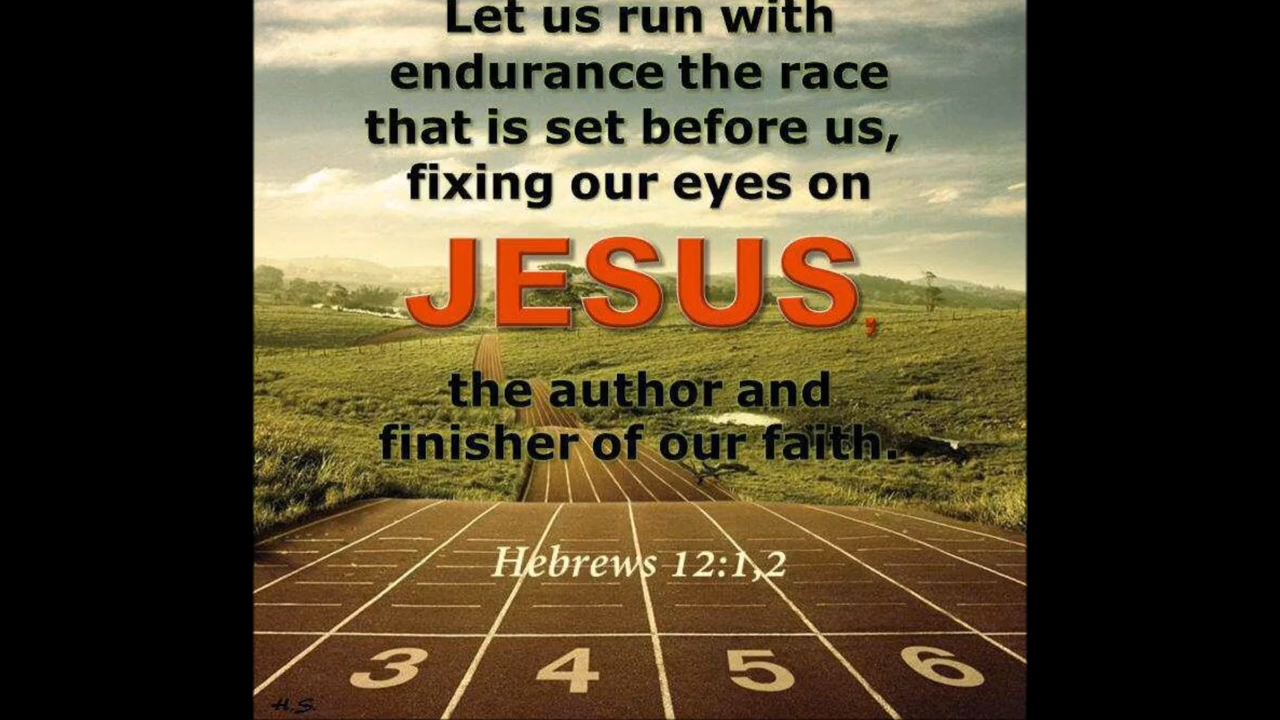 Let us run with
endurance the race
that is set before us,
fixing our eyes on
JESUS,
the author and
finisher of our faith.
Hebrews 12:1,2
3 4 5 6
H.S.